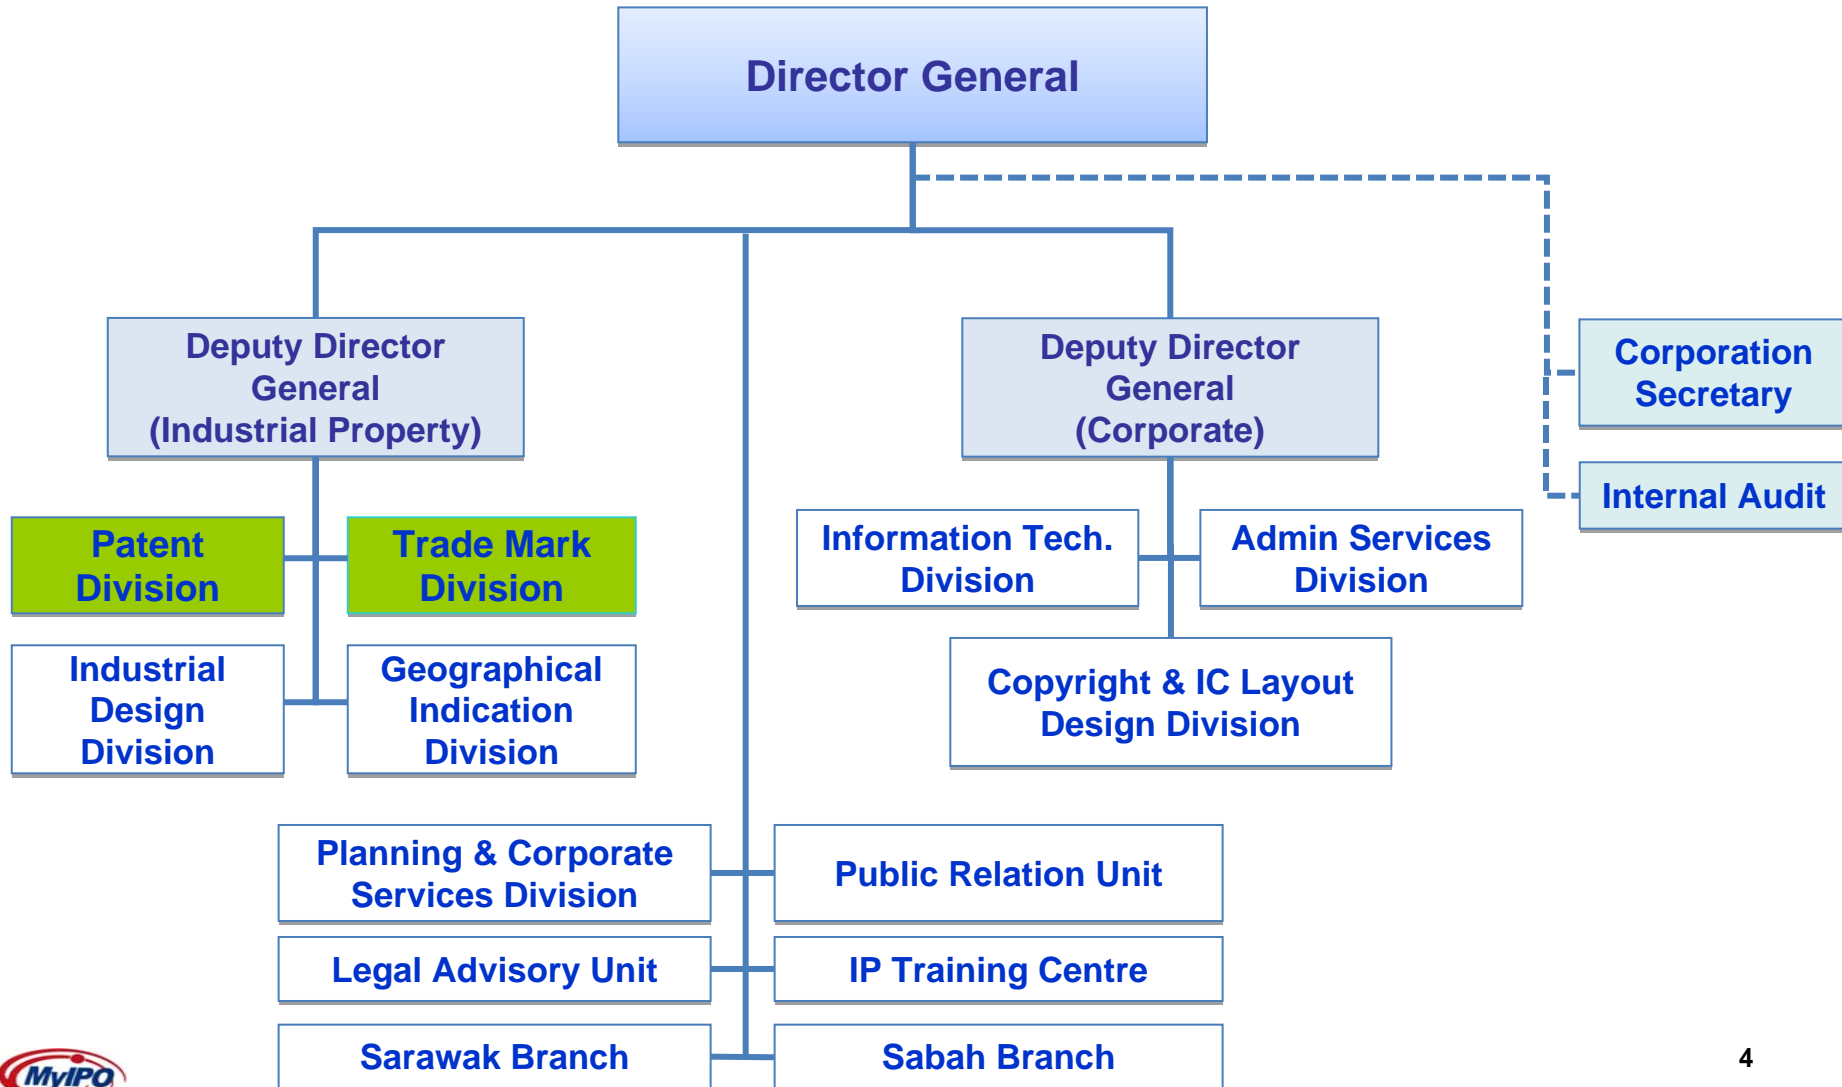 Director General
Deputy Director
General
(Industrial Property)
Deputy Director
General
(Corporate)
Corporation
Secretary
Internal Audit
Patent
Division
Trade Mark
Division
Information Tech.
Division
Admin Services
Division
Industrial
Design
Division
Geographical
Indication
Division
Copyright & IC Layout
Design Division
Planning & Corporate
Services Division
Public Relation Unit
Legal Advisory Unit
IP Training Centre
Sarawak Branch
Sabah Branch
MyIPO
4